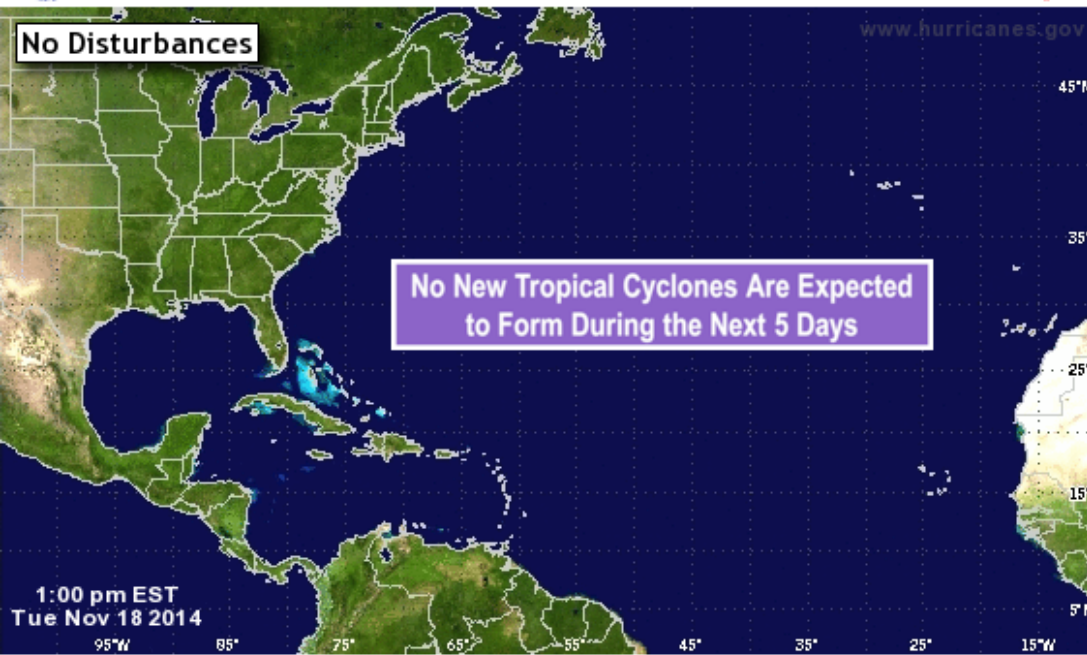 No Disturbances
www.hurricanes.gov
45°N
35°
No New Tropical Cyclones Are Expected
to Form During the Next 5 Days
25°
15°
1:00 pm EST
Tue Nov 18 2014
5°N
95°W 85° 75° 65° 55° 45° 35° 25° 15°W